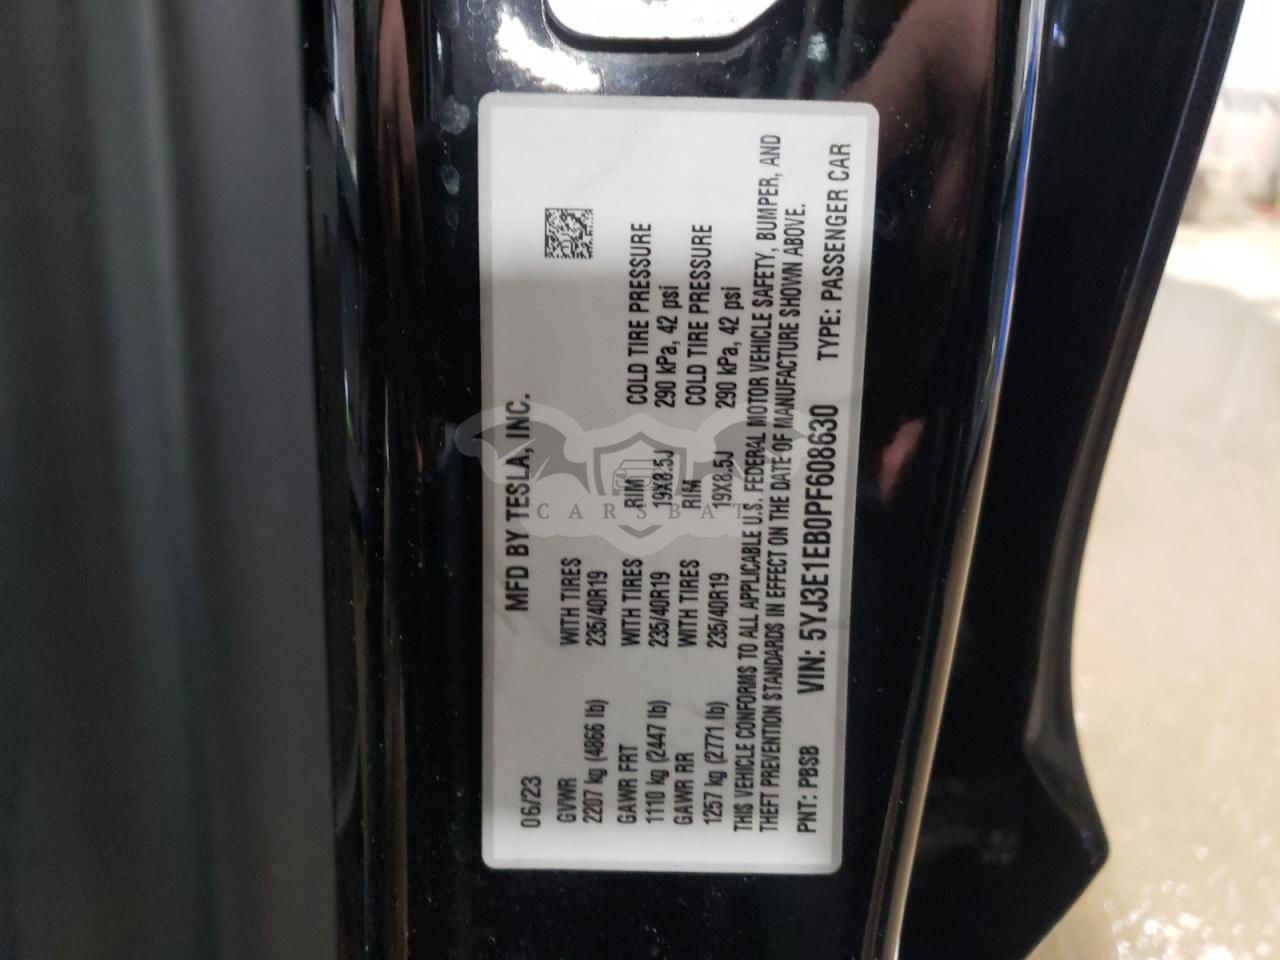 MFD BY TESLA, INC.
06/23
GVWR WITH TIRES
2207 kg (4866 lb) 235/40R19
GAWR FRT WITH TIRES RIM COLD TIRE PRESSURE
1110 kg (2447 lb) 235/40R19 19X8.5J 290 kPa, 42 psi
GAWR RR WITH TIRES RIM COLD TIRE PRESSURE
1257 kg (2771 lb) 235/40R19 19X8.5J 290 kPa, 42 psi
THIS VEHICLE CONFORMS TO ALL APPLICABLE U.S. FEDERAL MOTOR VEHICLE SAFETY, BUMPER, AND
THEFT PREVENTION STANDARDS IN EFFECT ON THE DATE OF MANUFACTURE SHOWN ABOVE.
PNT: PBSB VIN: 5YJ3E1EB0PF608630 TYPE: PASSENGER CAR
CARSBAT